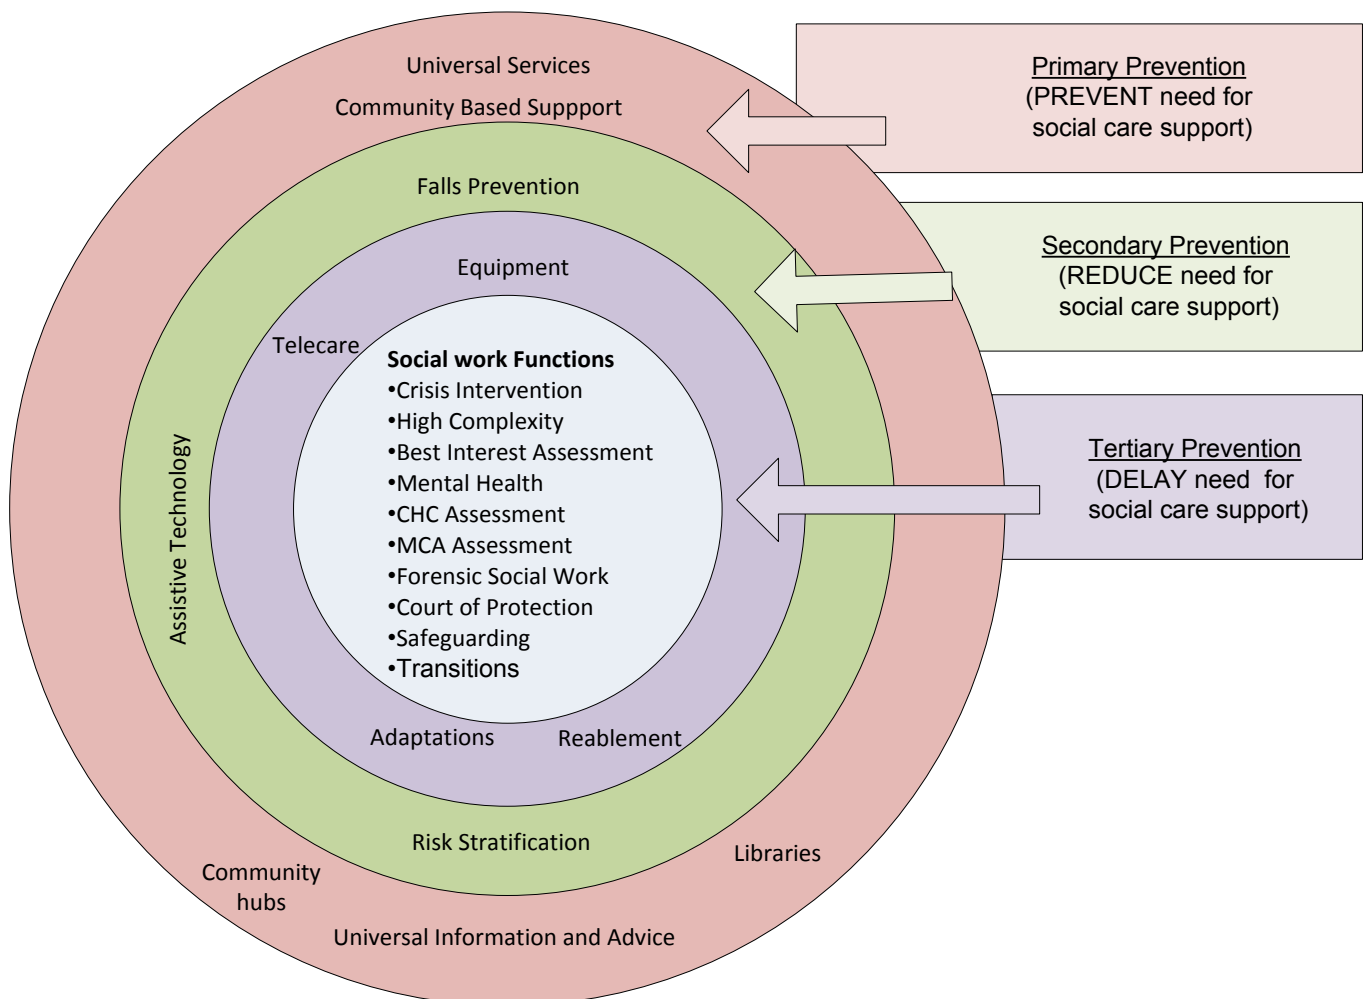 Universal Services
Community Based Suppport
Primary Prevention
(PREVENT need for
social care support)
Falls Prevention
Secondary Prevention
(REDUCE need for
social care support)
Equipment
Telecare
Social work Functions
•Crisis Intervention
•High Complexity
•Best Interest Assessment
•Mental Health
•CHC Assessment
•MCA Assessment
•Forensic Social Work
•Court of Protection
•Safeguarding
•Transitions
Assistive Technology
Tertiary Prevention
(DELAY need  for
social care support)
Adaptations
Reablement
Risk Stratification
Libraries
Community
hubs
Universal Information and Advice